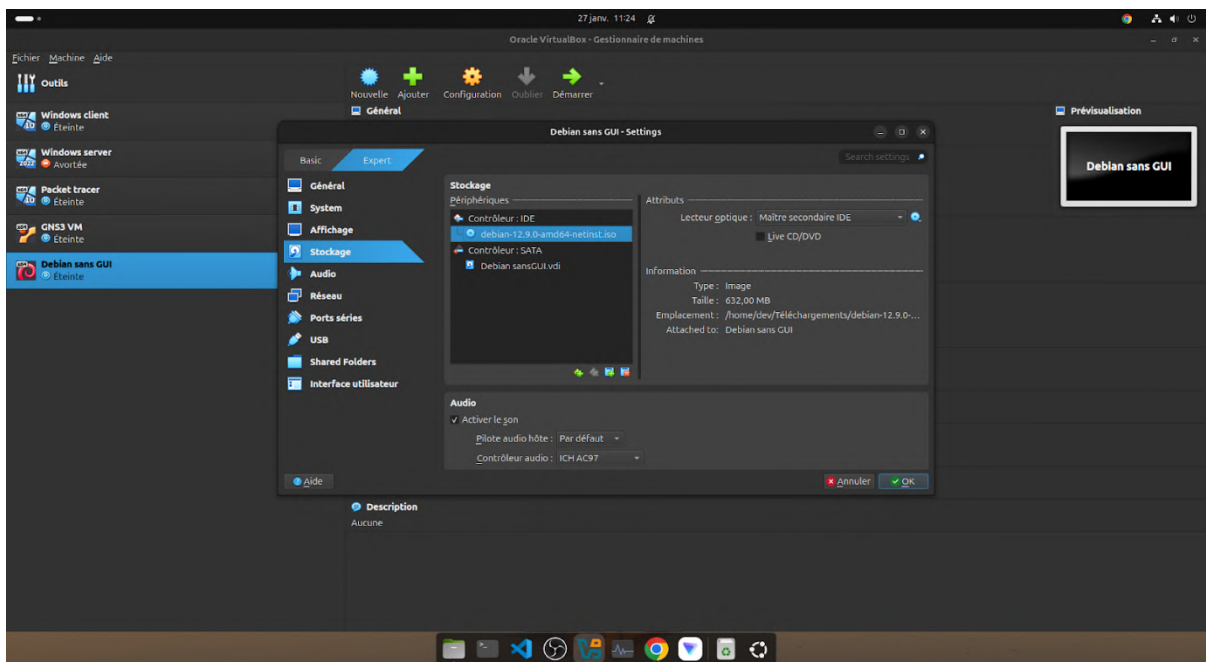 27 janv. 11:24
Oracle VirtualBox - Gestionnaire de machines
Fichier Machine Aide
Outils
Nouvelle Ajouter Configuration Oublier Démarrer
Windows client
Éteinte
Windows server
Avortée
Packet tracer
Éteinte
GNS3 VM
Éteinte
Debian sans GUI
Éteinte
Général
Prévisualisation
Debian sans GUI
Debian sans GUI - Settings
Basic Expert
Search settings
Général
System
Affichage
Stockage
Audio
Réseau
Ports séries
USB
Shared Folders
Interface utilisateur
Stockage
Périphériques
Contrôleur : IDE
debian-12.9.0-amd64-netinst.iso
Contrôleur : SATA
Debian sansGUI.vdi
Attributs
Lecteur optique : Maître secondaire IDE
Live CD/DVD
Information
Type : Image
Taille : 632,00 MB
Emplacement : /home/dev/Téléchargements/debian-12.9.0-...
Attached to: Debian sans GUI
Audio
Activer le son
Pilote audio hôte : Par défaut
Contrôleur audio : ICH AC97
Aide
Annuler OK
Description
Aucune